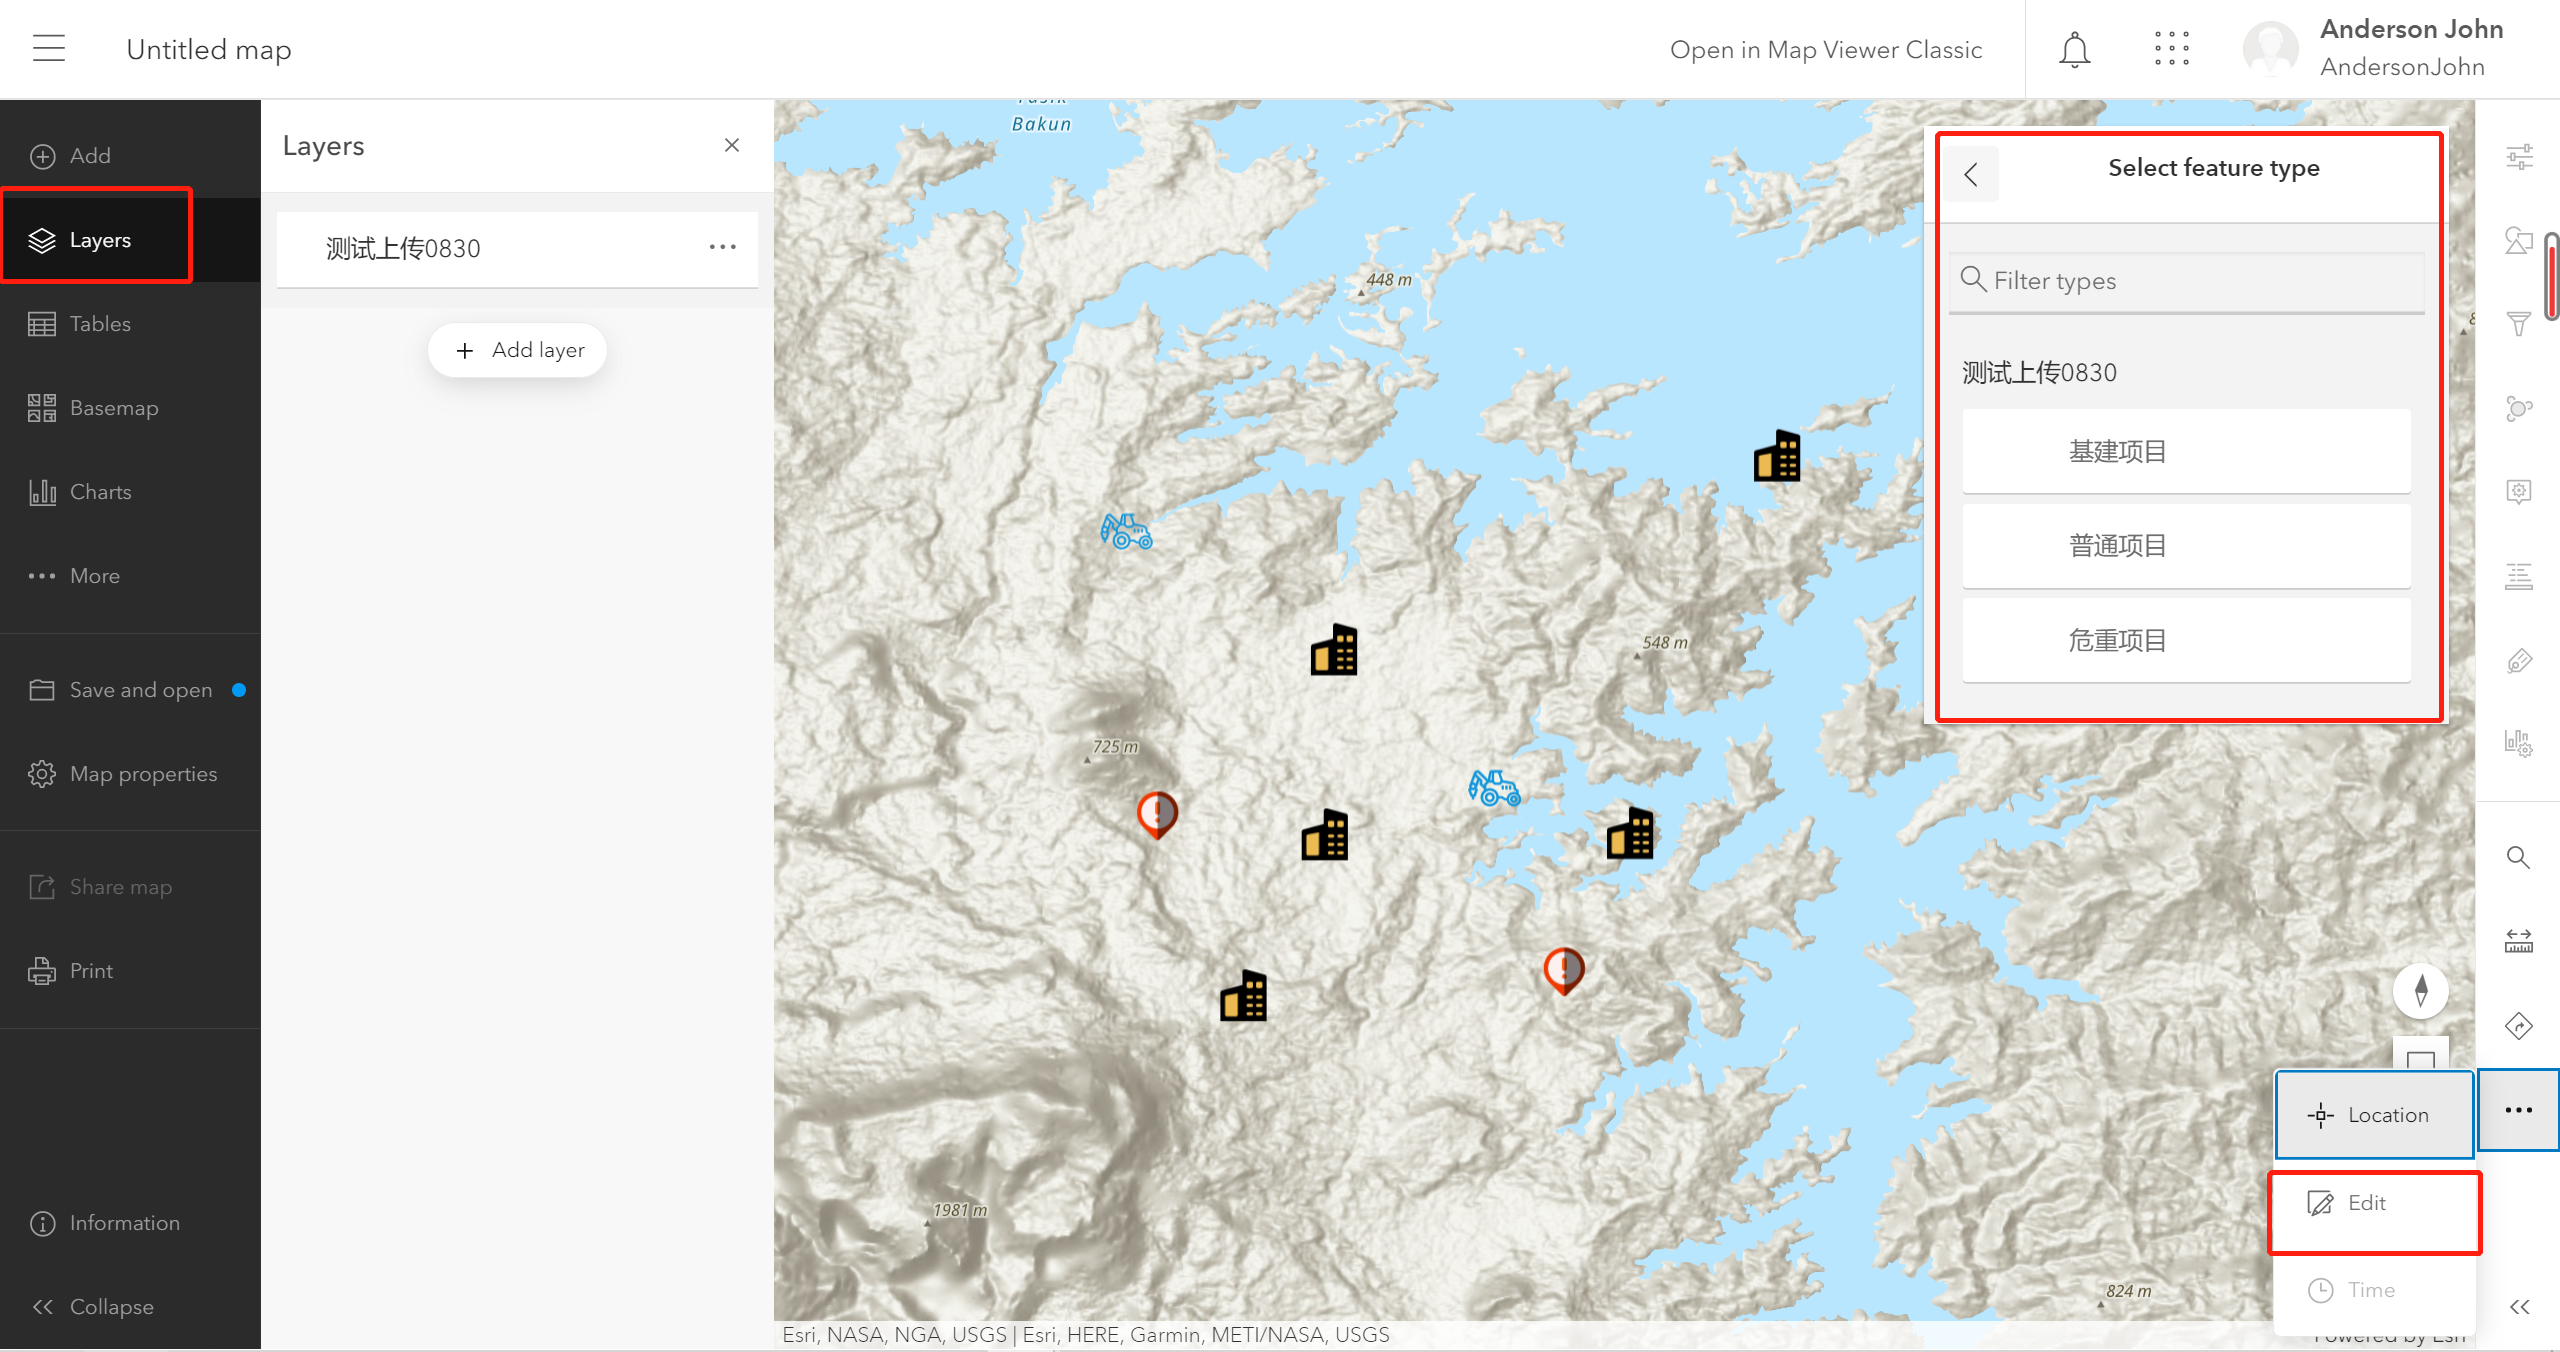 Untitled map
Open in Map Viewer Classic
Anderson John
AndersonJohn
Add
Layers
Tables
Basemap
Charts
More
Save and open
Map properties
Share map
Print
Information
Collapse
Layers
测试上传0830
Add layer
Tasik
Bakun
448 m
548 m
725 m
1981 m
824 m
Select feature type
Filter types
测试上传0830
基建项目
普通项目
危重项目
Location
Edit
Time
Esri, NASA, NGA, USGS | Esri, HERE, Garmin, METI/NASA, USGS
Powered by Esri